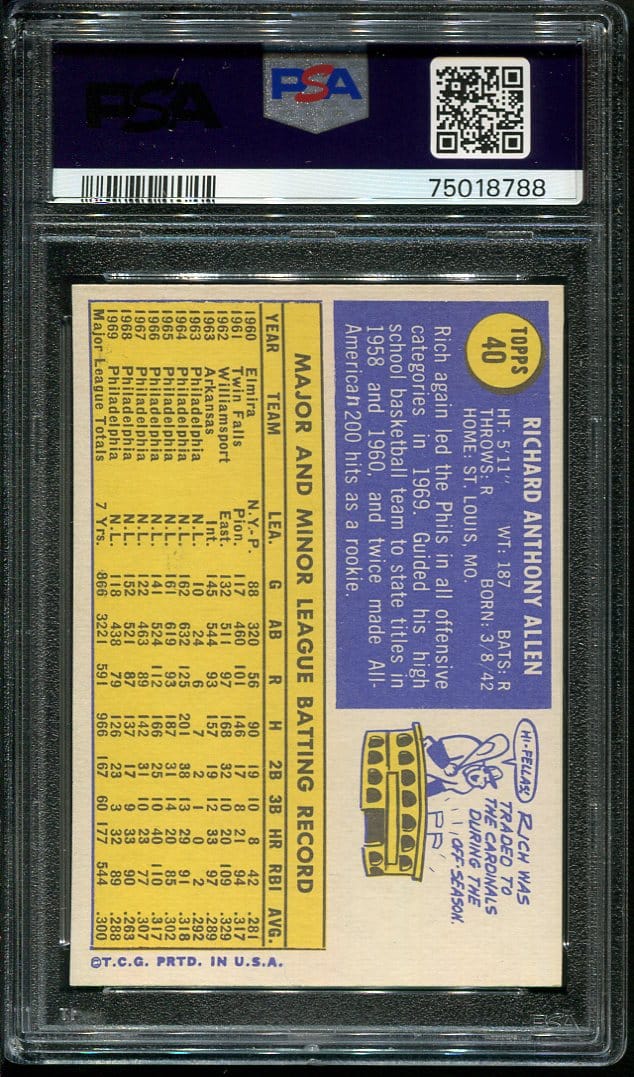 PSA
PSA
75018788
TOPPS
40
RICHARD ANTHONY ALLEN
HT: 5'11" WT: 187 BATS: R
THROWS: R BORN: 3/8/42
HOME: ST. LOUIS, MO.
Rich again led the Phils in all offensive
categories in 1969. Guided his high
school basketball team to state titles in
1958 and 1960, and twice made All-
American 200 hits as a rookie.
HI-FELLAS!
RICH WAS
TRADED TO
THE CARDINALS
DURING THE
OFF SEASON.
MAJOR AND MINOR LEAGUE BATTING RECORD
YEAR TEAM LEA. G AB R H 2B 3B HR RBI AVG.
1960 Elmira N.Y.-P. 88 320 56 90 19 10 8 42 .281
1961 Twin Falls Pion. 117 460 101 146 17 8 21 94 .317
1962 Williamsport East. 132 511 97 168 32 10 20 109 .329
1963 Arkansas Int. 145 544 93 157 19 12 33 97 .289
1963 Philadelphia N.L. 10 24 6 7 2 1 0 2 .292
1964 Philadelphia N.L. 162 632 125 201 38 13 29 91 .318
1965 Philadelphia N.L. 161 619 93 187 31 14 20 85 .302
1966 Philadelphia N.L. 141 524 112 166 25 10 40 110 .317
1967 Philadelphia N.L. 122 463 89 142 31 10 23 77 .307
1968 Philadelphia N.L. 152 521 87 137 17 9 33 90 .263
1969 Philadelphia N.L. 118 438 79 126 23 3 32 89 .288
Major League Totals 7 Yrs. 866 3221 591 966 167 60 177 544 .300
©T.C.G. PRTD. IN U.S.A.
PSA